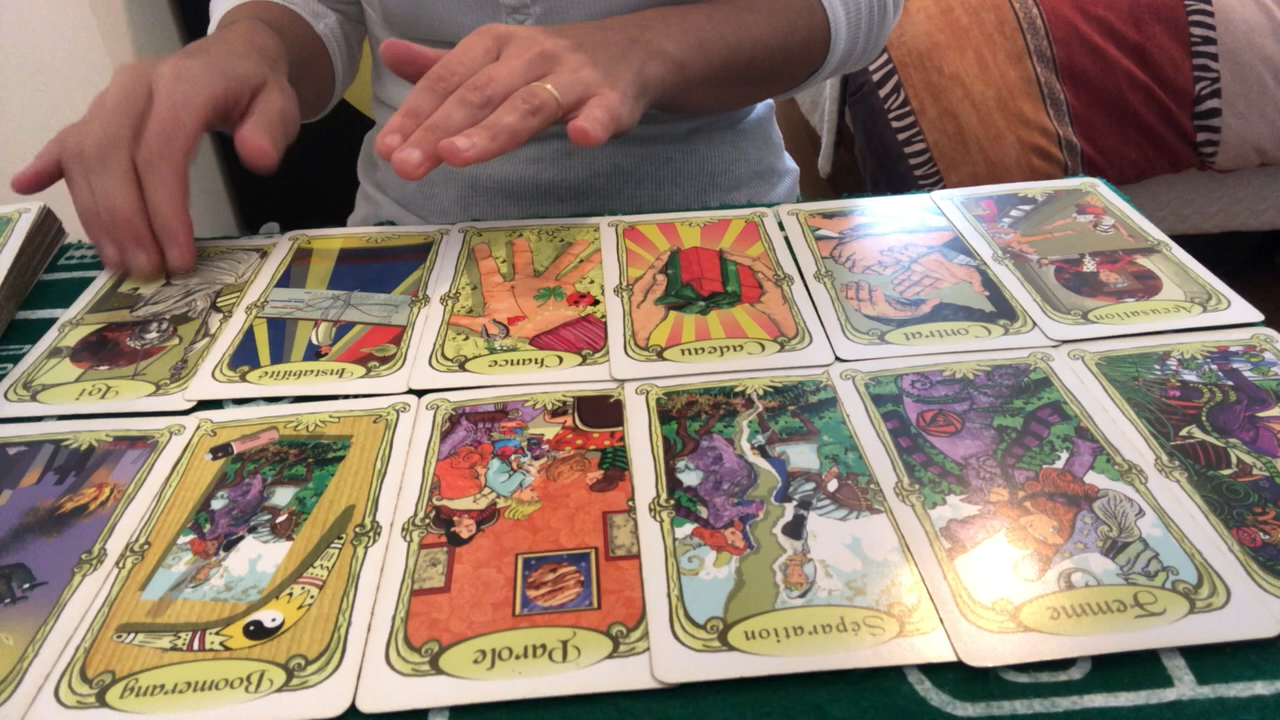 Loi
Instabilité
Chance
Cadeau
Contrat
Accusation
Boomerang
Parole
Séparation
Femme